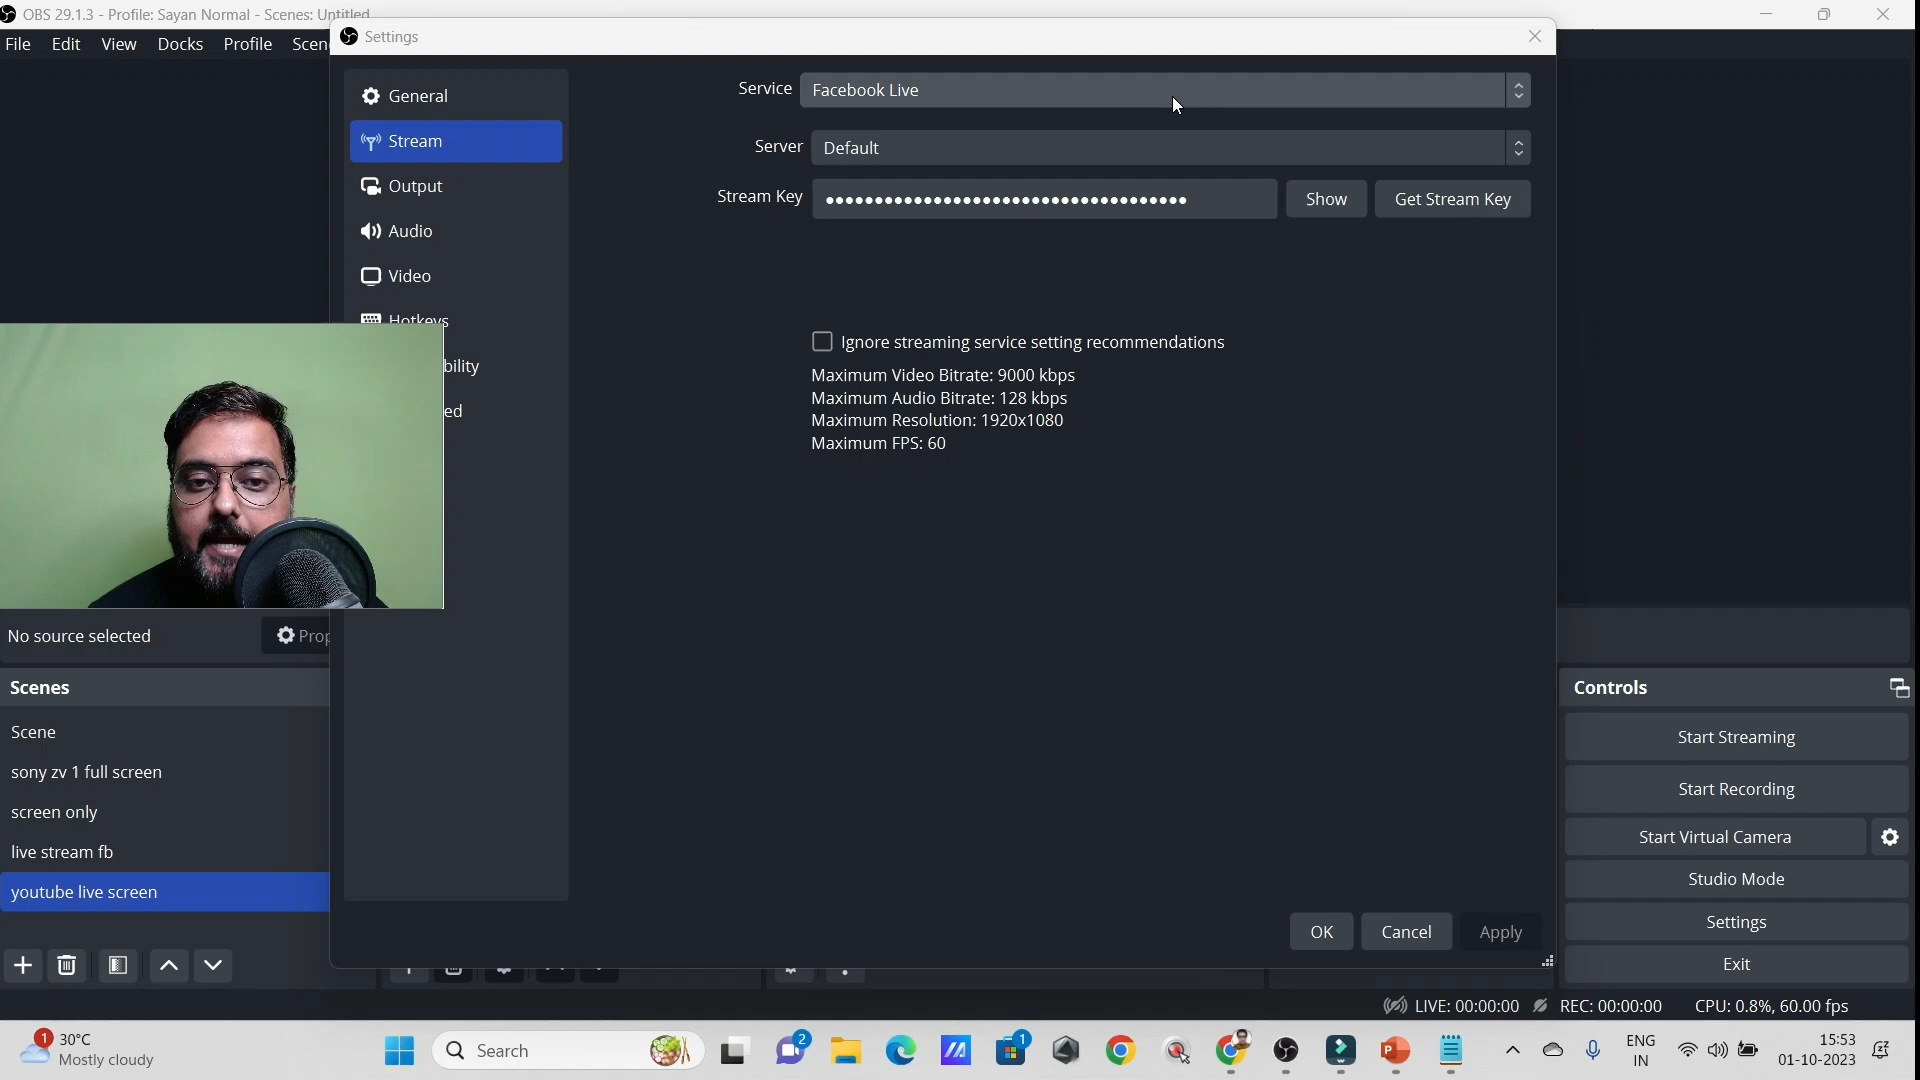 OBS 29.1.3 - Profile: Sayan Normal - Scenes: Untitled
File Edit View Docks Profile
Settings
General
Stream
Output
Audio
Video
Hotkeys
bility
ed
Service Facebook Live
Server Default
Stream Key Show Get Stream Key
Ignore streaming service setting recommendations
Maximum Video Bitrate: 9000 kbps
Maximum Audio Bitrate: 128 kbps
Maximum Resolution: 1920x1080
Maximum FPS: 60
OK Cancel Apply
No source selected
Prop
Scenes
Scene
sony zv 1 full screen
screen only
live stream fb
youtube live screen
Controls
Start Streaming
Start Recording
Start Virtual Camera
Studio Mode
Settings
Exit
LIVE: 00:00:00 REC: 00:00:00 CPU: 0.8%, 60.00 fps
1 30°C
Mostly cloudy
Search
2
1
ENG
IN
15:53
01-10-2023